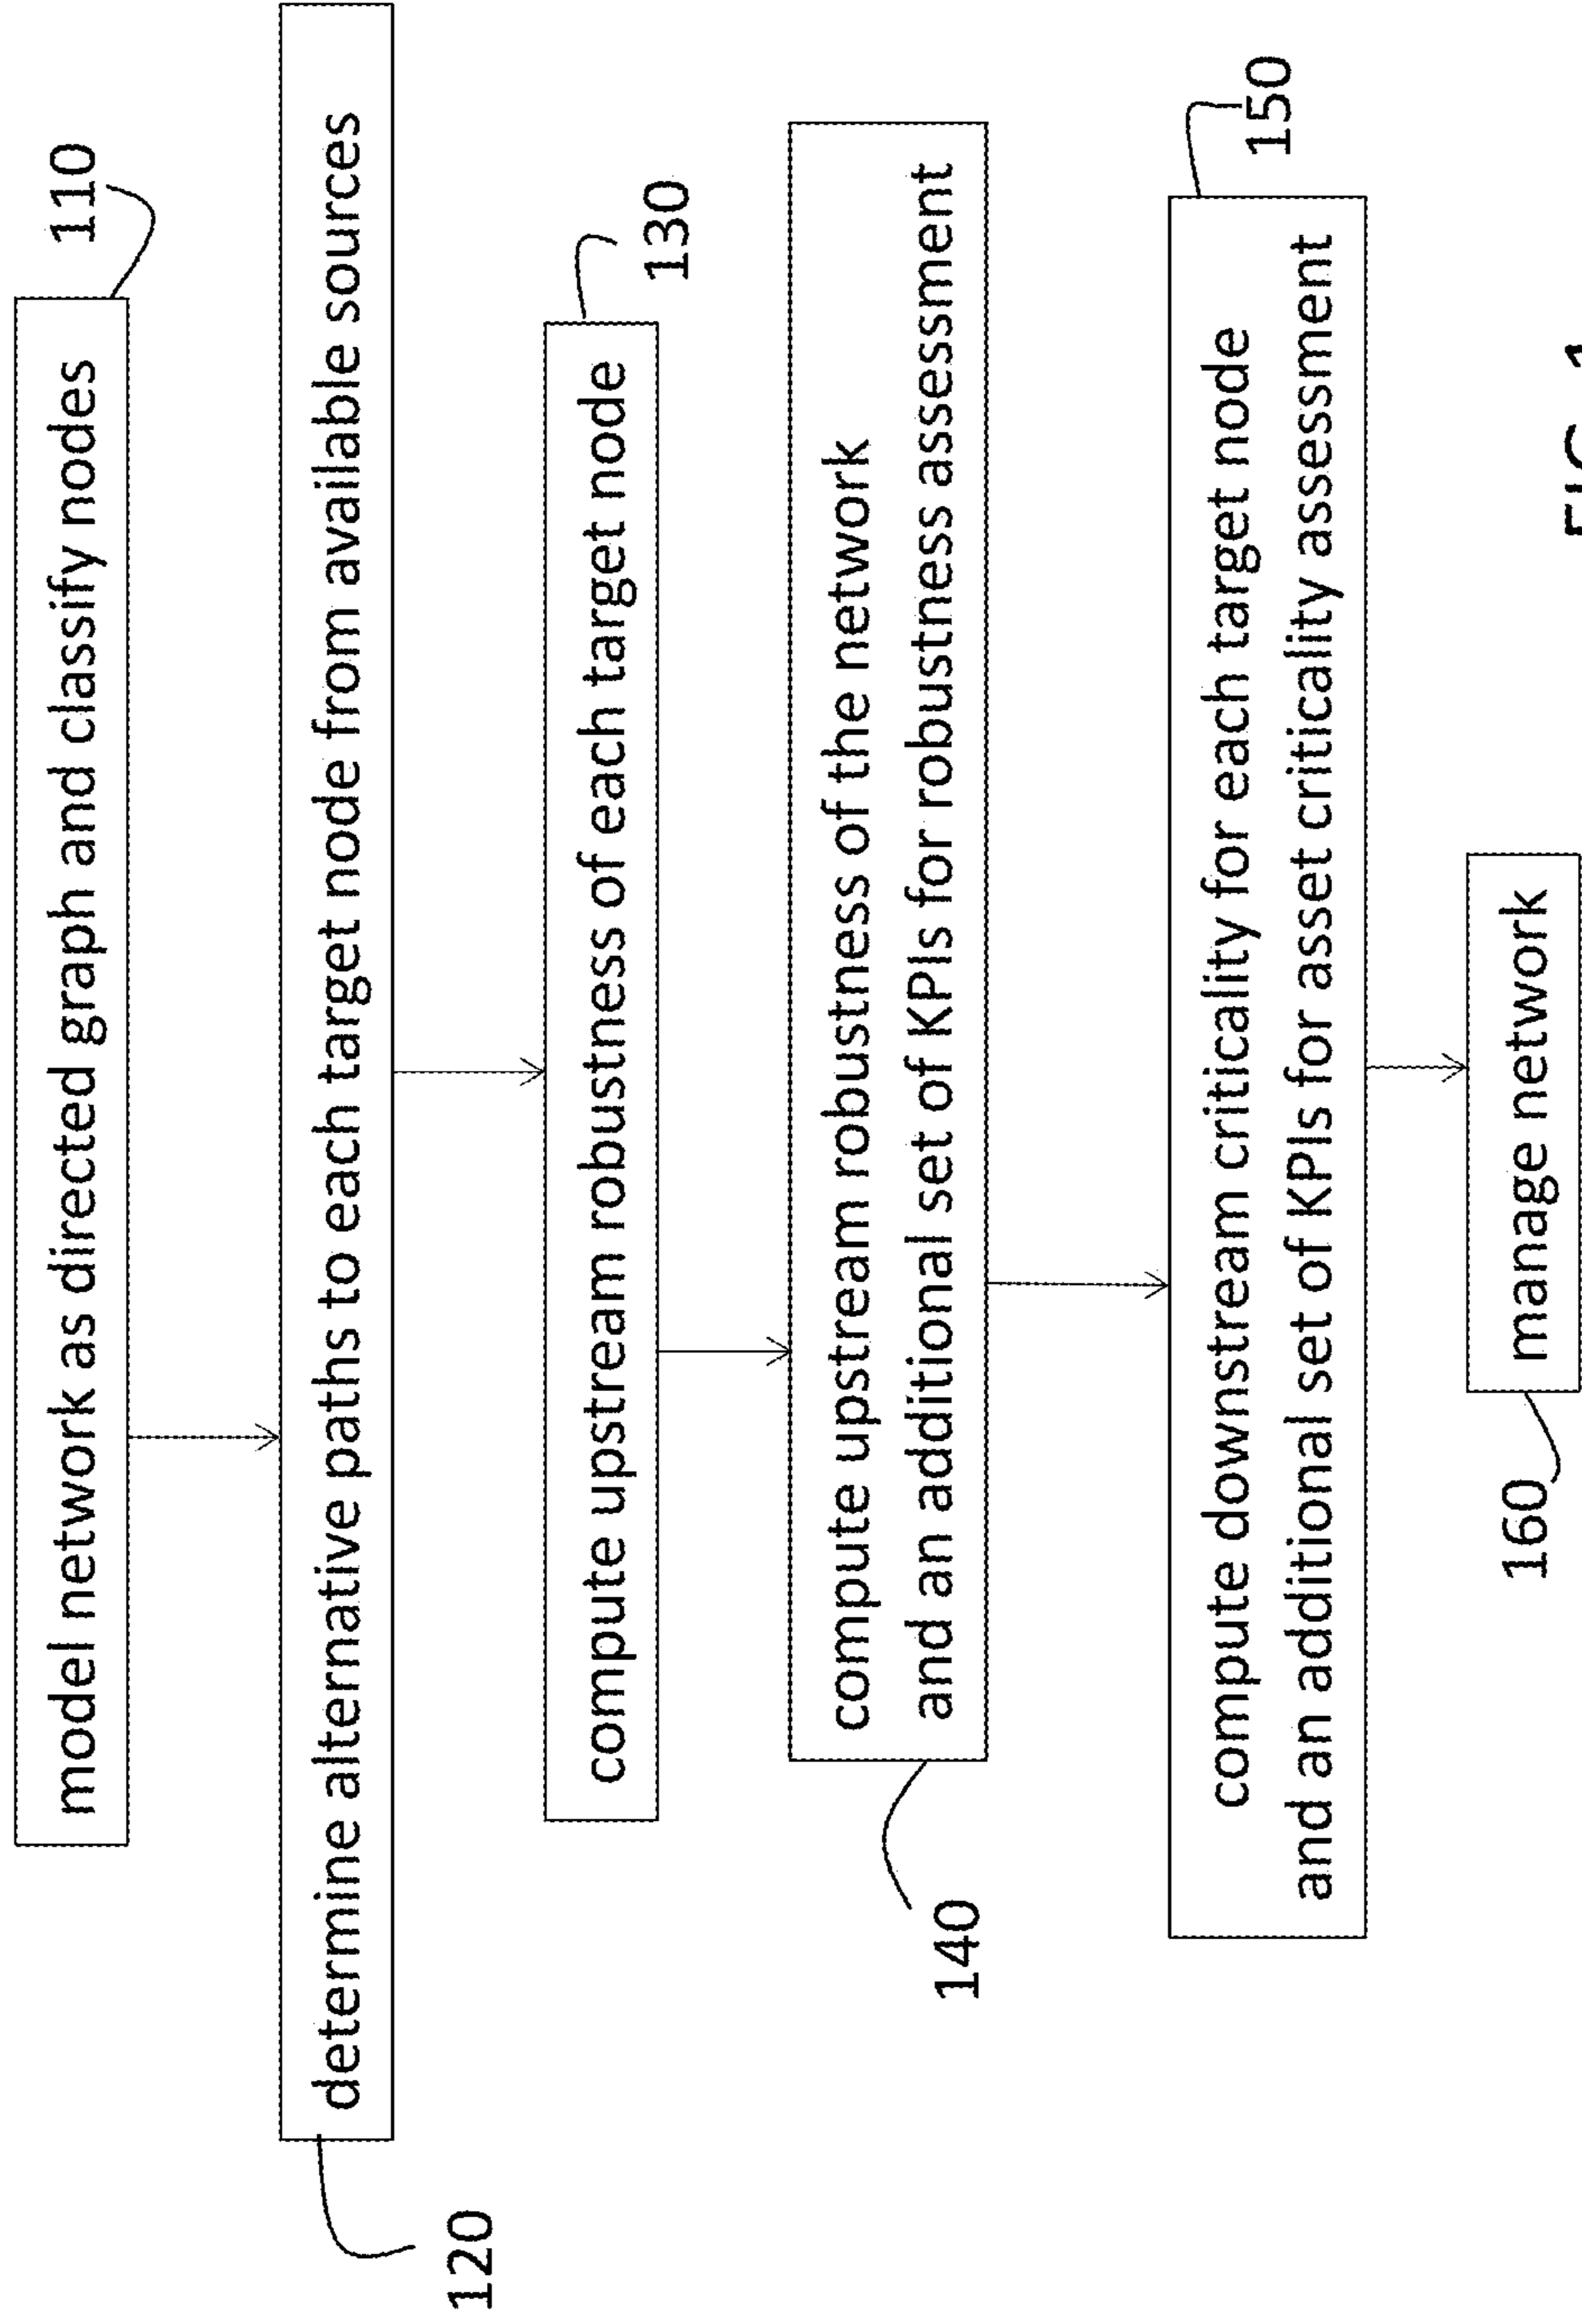 model network as directed graph and classify nodes
110
determine alternative paths to each target node from available sources
120
compute upstream robustness of each target node
130
compute upstream robustness of the network
and an additional set of KPIs for robustness assessment
140
compute downstream criticality for each target node
and an additional set of KPIs for asset criticality assessment
150
manage network
160